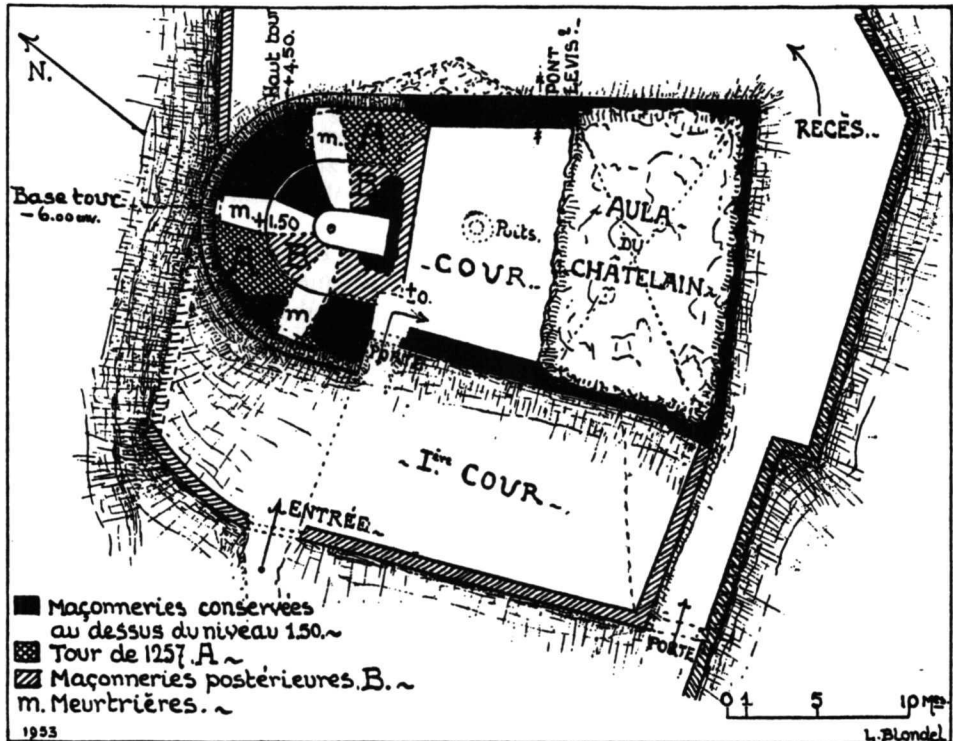 N.
Haut tour
+4.50.
PONT
LEVIS?
RECÈS.
Base tour
- 6.00
m.
A
B
m.
+1.50
A
B
m.
Puits.
COUR
AULA
DU
CHÂTELAIN
±0.
Ière COUR
ENTRÉE
PORTE
Maçonneries conservées
au dessus du niveau 1.50.
Tour de 1257. A
Maçonneries postérieures. B.
m. Meurtrières.
0 1 5 10
1953
L. Blondel